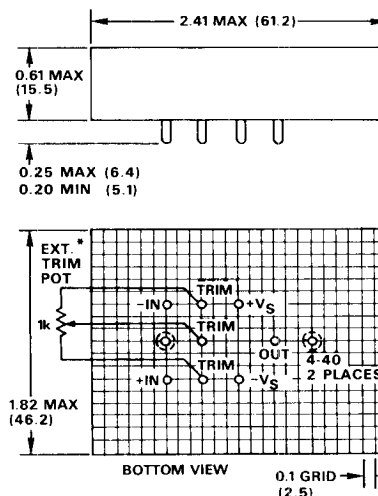 2.41 MAX (61.2)
0.61 MAX
(15.5)
0.25 MAX (6.4)
0.20 MIN (5.1)
EXT. *
TRIM
POT
1k
TRIM
−IN
+VS
TRIM
OUT
4-40
2 PLACES
TRIM
+IN
−VS
1.82 MAX
(46.2)
BOTTOM VIEW
0.1 GRID
(2.5)